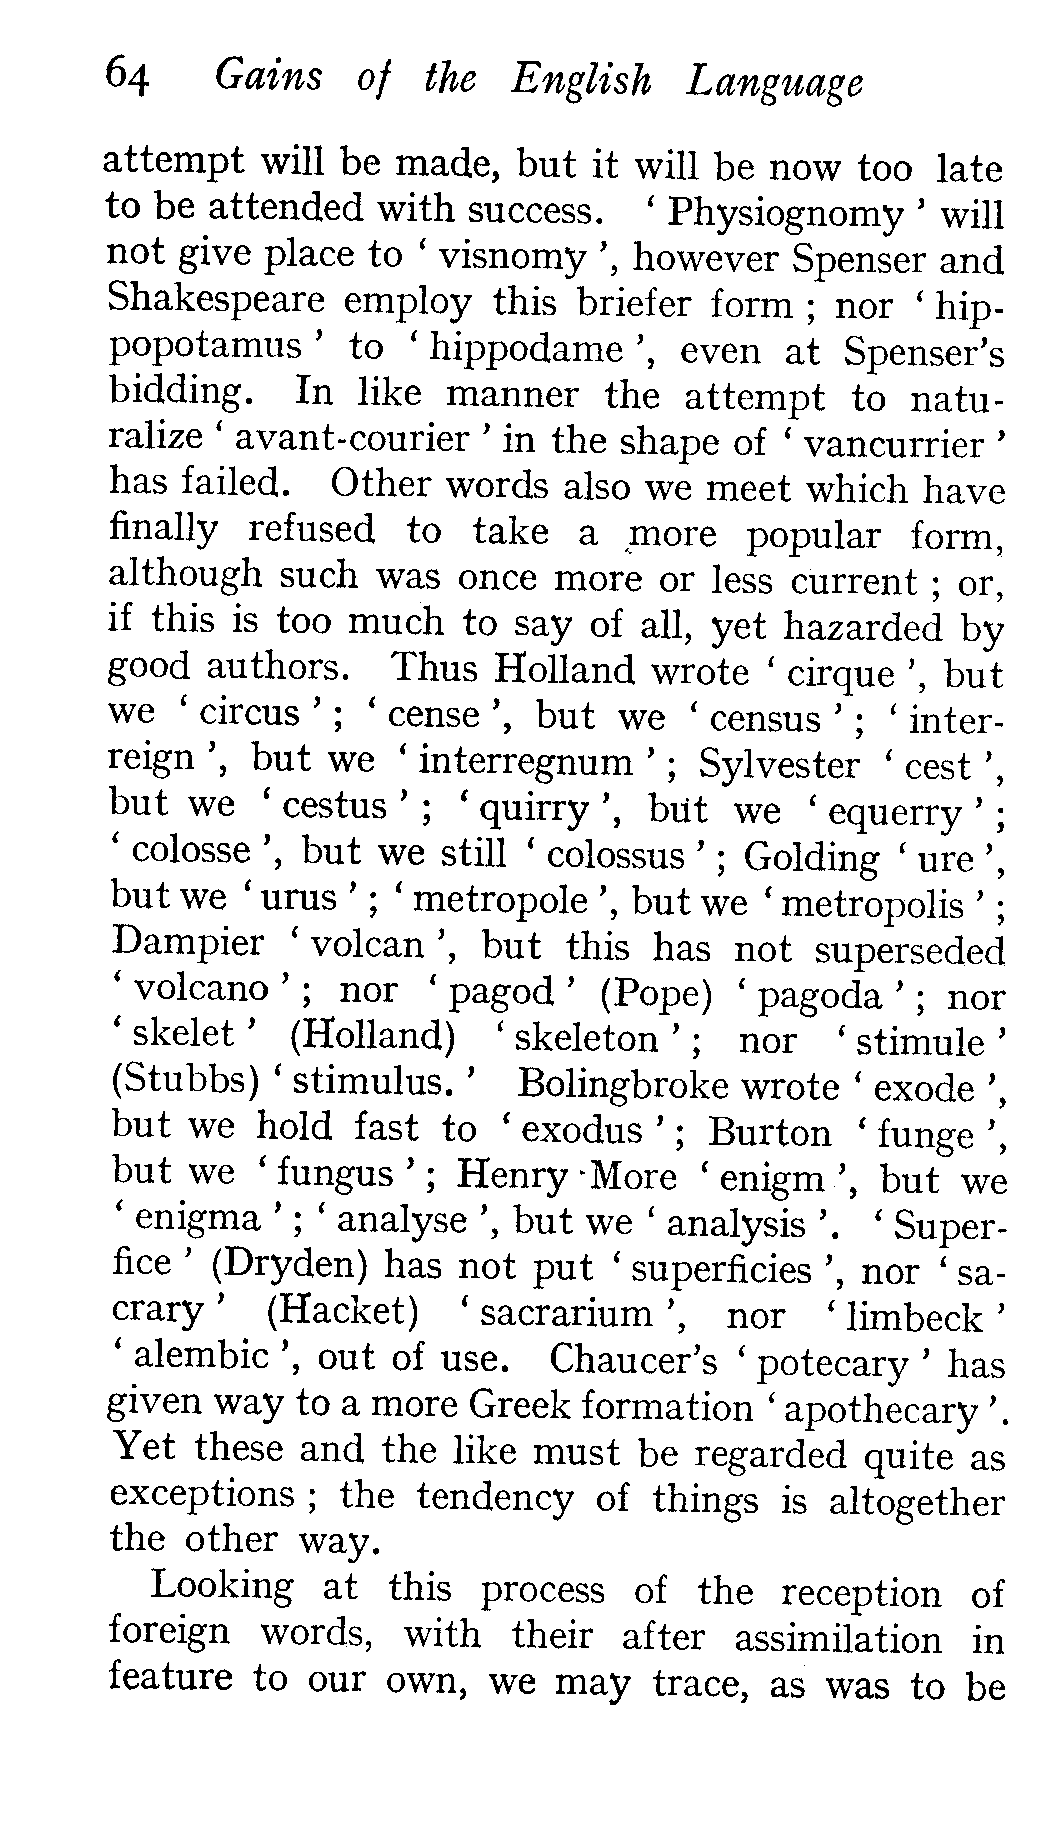 64 Gains of the English Language
attempt will be made, but it will be now too late
to be attended with success. ‘ Physiognomy ’ will
not give place to ‘ visnomy ’, however Spenser and
Shakespeare employ this briefer form ; nor ‘ hip-
popotamus ’ to ‘ hippodame ’, even at Spenser’s
bidding. In like manner the attempt to natu-
ralize ‘ avant-courier ’ in the shape of ‘ vancurrier ’
has failed. Other words also we meet which have
finally refused to take a more popular form,
although such was once more or less current ; or,
if this is too much to say of all, yet hazarded by
good authors. Thus Holland wrote ‘ cirque ’, but
we ‘ circus ’ ; ‘ cense ’, but we ‘ census ’ ; ‘ inter-
reign ’, but we ‘ interregnum ’ ; Sylvester ‘ cest ’,
but we ‘ cestus ’ ; ‘ quirry ’, but we ‘ equerry ’ ;
‘ colosse ’, but we still ‘ colossus ’ ; Golding ‘ ure ’,
but we ‘ urus ’ ; ‘ metropole ’, but we ‘ metropolis ’ ;
Dampier ‘ volcan ’, but this has not superseded
‘ volcano ’ ; nor ‘ pagod ’ (Pope) ‘ pagoda ’ ; nor
‘ skelet ’ (Holland) ‘ skeleton ’ ; nor ‘ stimule ’
(Stubbs) ‘ stimulus. ’ Bolingbroke wrote ‘ exode ’,
but we hold fast to ‘ exodus ’ ; Burton ‘ funge ’,
but we ‘ fungus ’ ; Henry More ‘ enigm ’, but we
‘ enigma ’ ; ‘ analyse ’, but we ‘ analysis ’. ‘ Super-
fice ’ (Dryden) has not put ‘ superficies ’, nor ‘ sa-
crary ’ (Hacket) ‘ sacrarium ’, nor ‘ limbeck ’
‘ alembic ’, out of use. Chaucer’s ‘ potecary ’ has
given way to a more Greek formation ‘ apothecary ’.
Yet these and the like must be regarded quite as
exceptions ; the tendency of things is altogether
the other way.
Looking at this process of the reception of
foreign words, with their after assimilation in
feature to our own, we may trace, as was to be